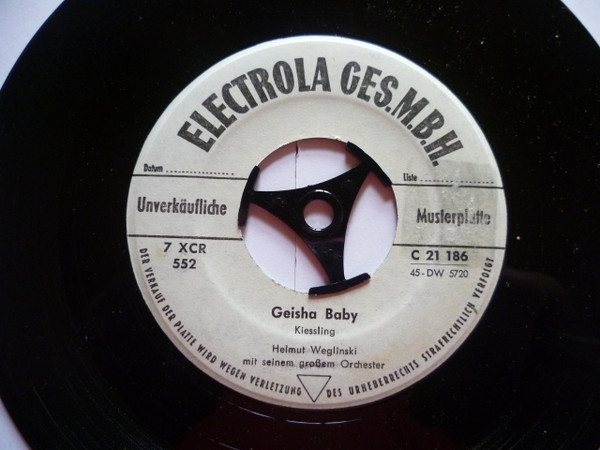 ELECTROLA GES.M.B.H.
Datum
Liste
Unverkäufliche
Musterplatte
7 XCR
552
C 21 186
45-DW 5720
Geisha Baby
Kiessling
Helmut Weglinski
mit seinem großem Orchester
DER VERKAUF DER PLATTE WIRD WEGEN VERLETZUNG DES URHEBERRECHTS STRAFRECHTLICH VERFOLGT